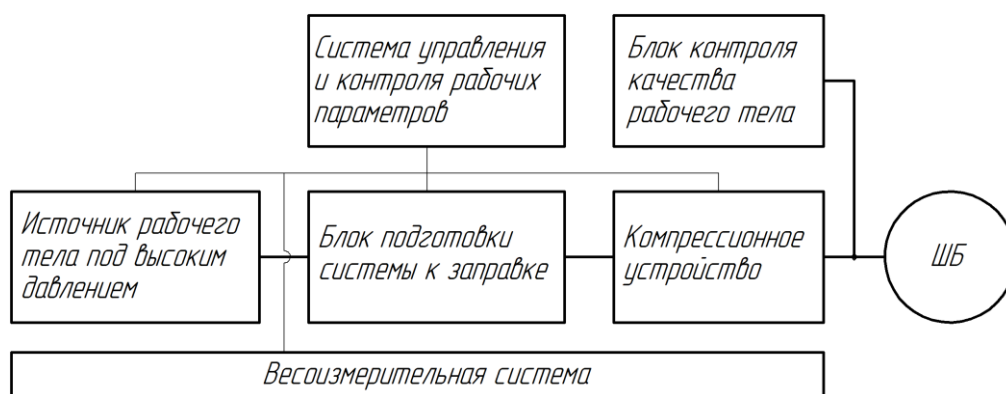 Система управления
и контроля рабочих
параметров
Блок контроля
качества
рабочего тела
Источник рабочего
тела под высоким
давлением
Блок подготовки
системы к заправке
Компрессионное
устройство
ШБ
Весоизмерительная система